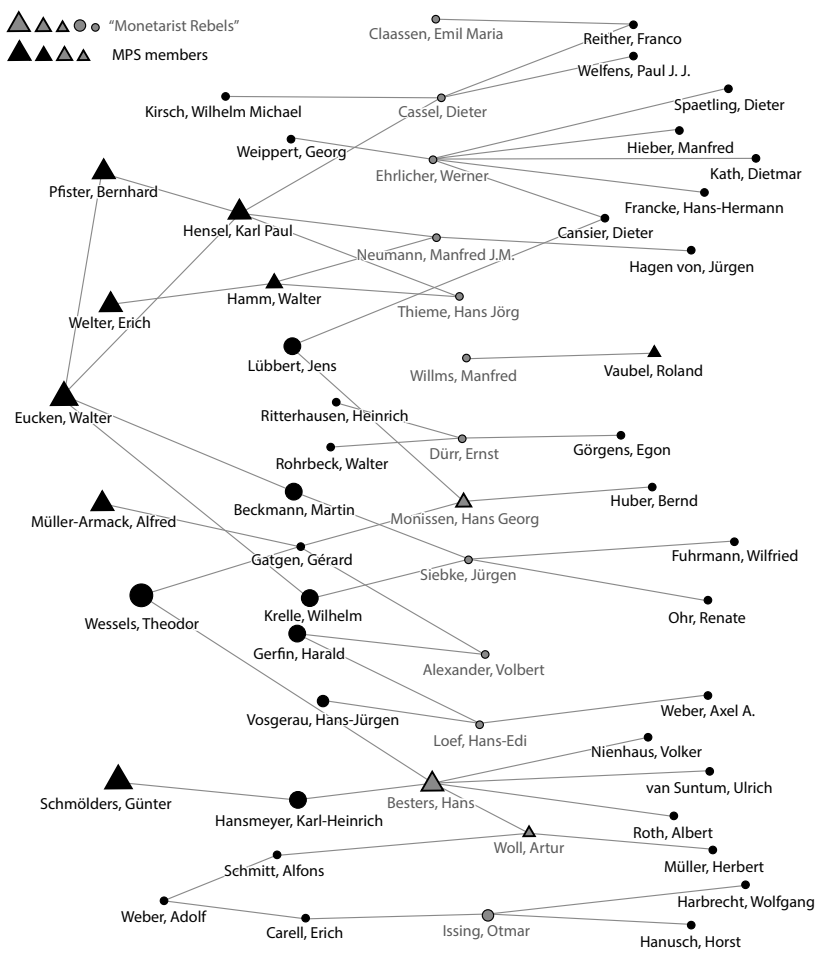 "Monetarist Rebels"
MPS members
Claassen, Emil Maria
Reither, Franco
Welfens, Paul J. J.
Kirsch, Wilhelm Michael
Cassel, Dieter
Spaetling, Dieter
Weippert, Georg
Hieber, Manfred
Ehrlicher, Werner
Kath, Dietmar
Pfister, Bernhard
Francke, Hans-Hermann
Hensel, Karl Paul
Cansier, Dieter
Neumann, Manfred J.M.
Hagen von, Jürgen
Hamm, Walter
Thieme, Hans Jörg
Welter, Erich
Lübbert, Jens
Willms, Manfred
Vaubel, Roland
Eucken, Walter
Ritterhausen, Heinrich
Dürr, Ernst
Görgens, Egon
Rohrbeck, Walter
Huber, Bernd
Beckmann, Martin
Monissen, Hans Georg
Müller-Armack, Alfred
Gatgen, Gérard
Fuhrmann, Wilfried
Siebke, Jürgen
Krelle, Wilhelm
Ohr, Renate
Wessels, Theodor
Gerfin, Harald
Alexander, Volbert
Weber, Axel A.
Vosgerau, Hans-Jürgen
Loef, Hans-Edi
Nienhaus, Volker
van Suntum, Ulrich
Schmölders, Günter
Besters, Hans
Hansmeyer, Karl-Heinrich
Roth, Albert
Woll, Artur
Müller, Herbert
Schmitt, Alfons
Harbrecht, Wolfgang
Weber, Adolf
Carell, Erich
Issing, Otmar
Hanusch, Horst